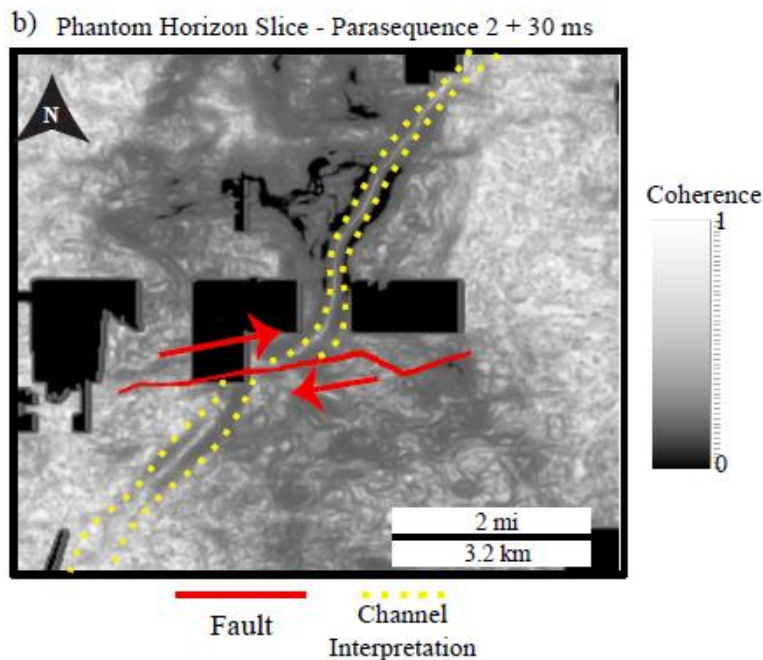 b) Phantom Horizon Slice - Parasequence 2 + 30 ms
N
Coherence
1
0
2 mi
3.2 km
Fault
Channel
Interpretation